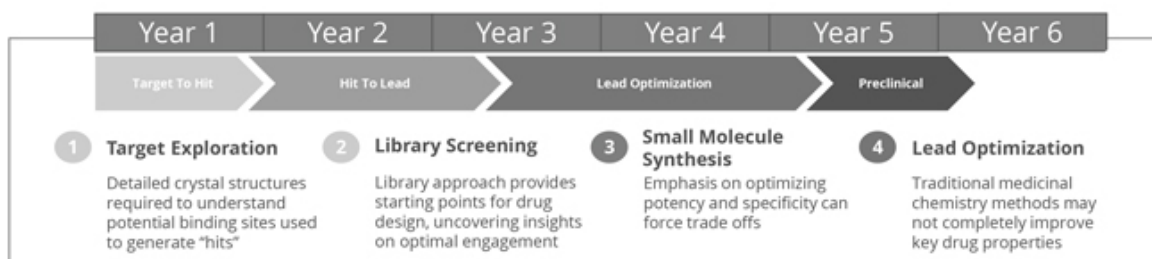 Year 1 Year 2 Year 3 Year 4 Year 5 Year 6
Target To Hit Hit To Lead Lead Optimization Preclinical
1 Target Exploration
Detailed crystal structures
required to understand
potential binding sites used
to generate “hits”
2 Library Screening
Library approach provides
starting points for drug
design, uncovering insights
on optimal engagement
3 Small Molecule
Synthesis
Emphasis on optimizing
potency and specificity can
force trade offs
4 Lead Optimization
Traditional medicinal
chemistry methods may
not completely improve
key drug properties